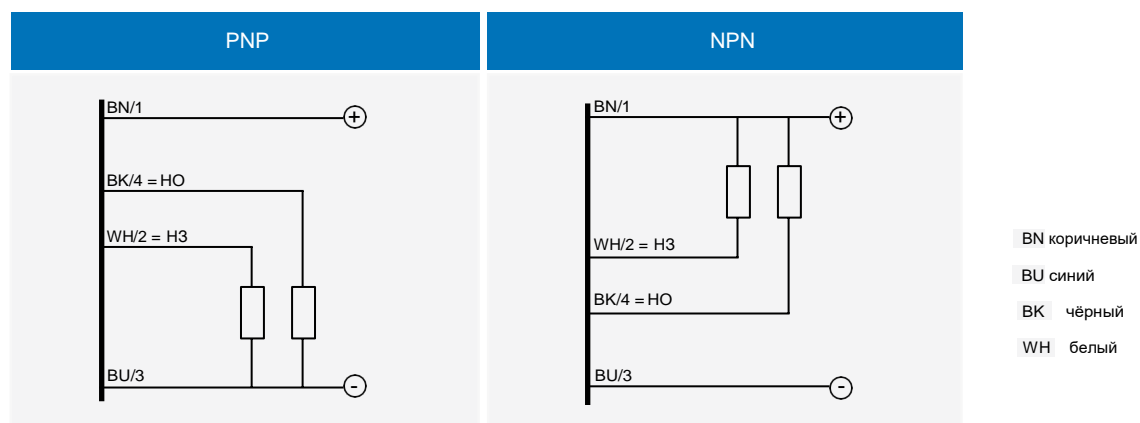 PNP
BN/1
+
BK/4 = НО
WH/2 = НЗ
BU/3
-
NPN
BN/1
+
WH/2 = НЗ
BK/4 = НО
BU/3
-
BN коричневый
BU синий
BK чёрный
WH белый